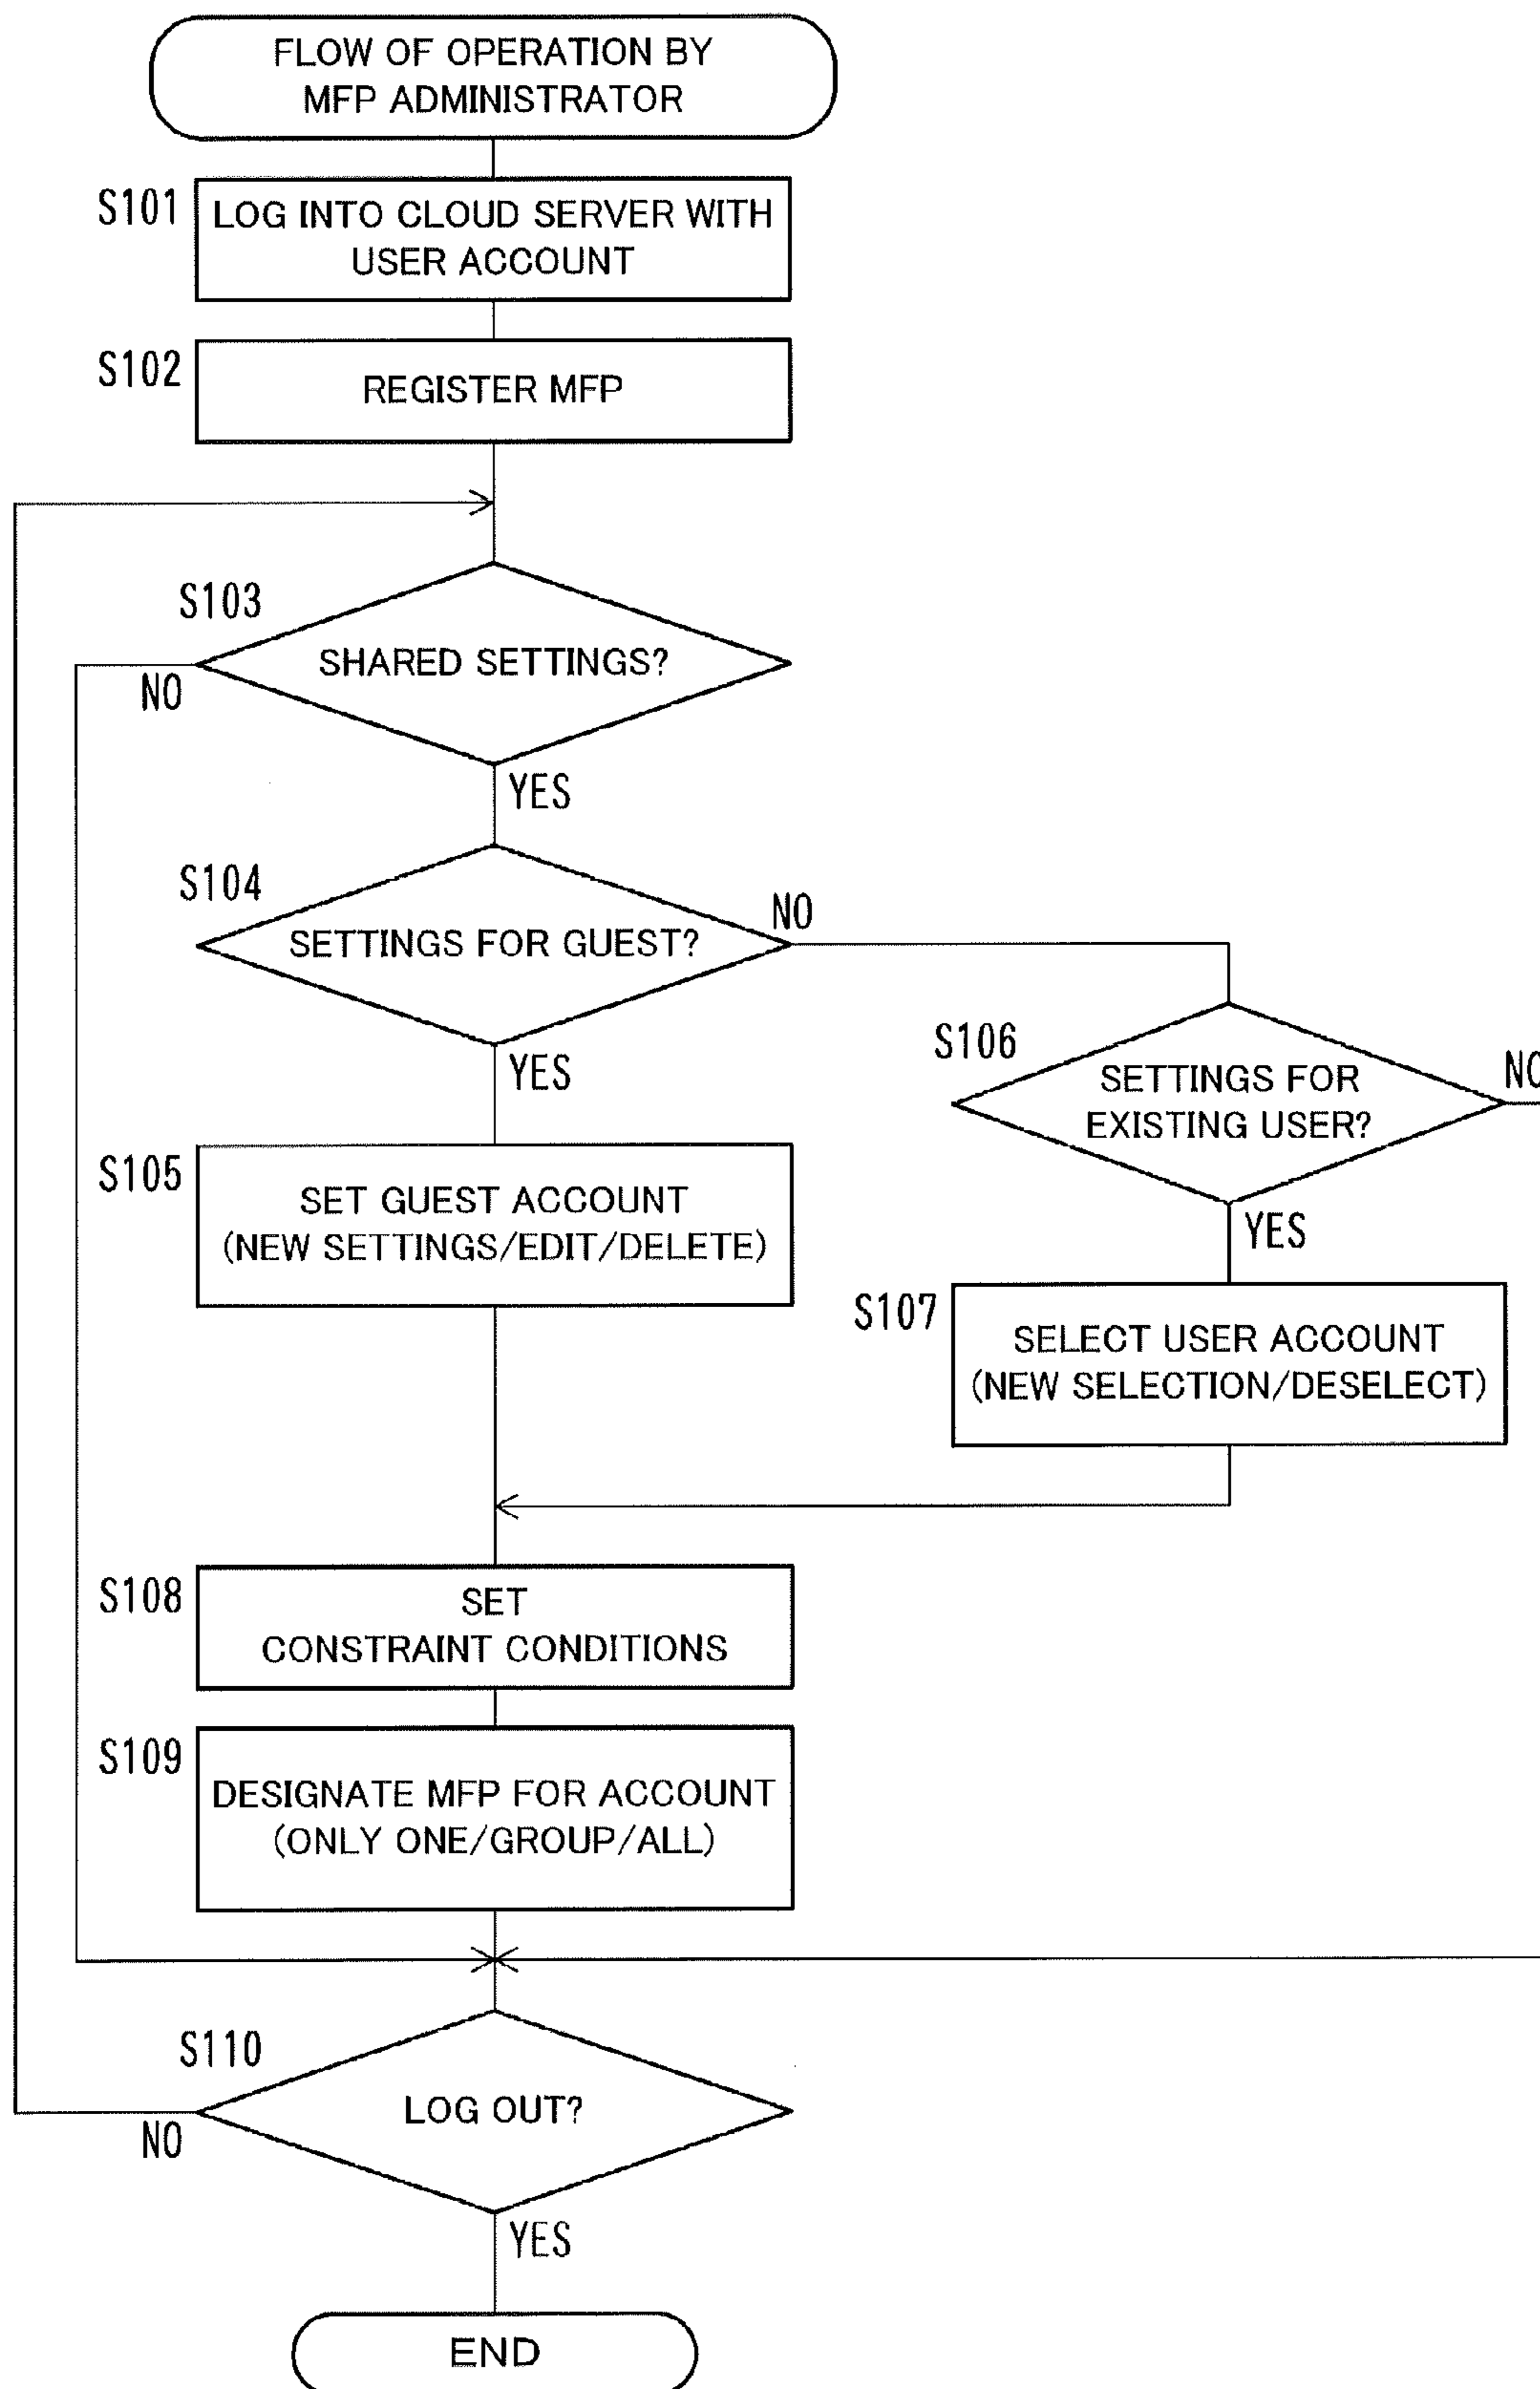 FLOW OF OPERATION BY
MFP ADMINISTRATOR
S101
LOG INTO CLOUD SERVER WITH
USER ACCOUNT
S102
REGISTER MFP
S103
SHARED SETTINGS?
NO
YES
S104
SETTINGS FOR GUEST?
NO
YES
S106
SETTINGS FOR
EXISTING USER?
NO
YES
S105
SET GUEST ACCOUNT
(NEW SETTINGS/EDIT/DELETE)
S107
SELECT USER ACCOUNT
(NEW SELECTION/DESELECT)
S108
SET
CONSTRAINT CONDITIONS
S109
DESIGNATE MFP FOR ACCOUNT
(ONLY ONE/GROUP/ALL)
S110
LOG OUT?
NO
YES
END